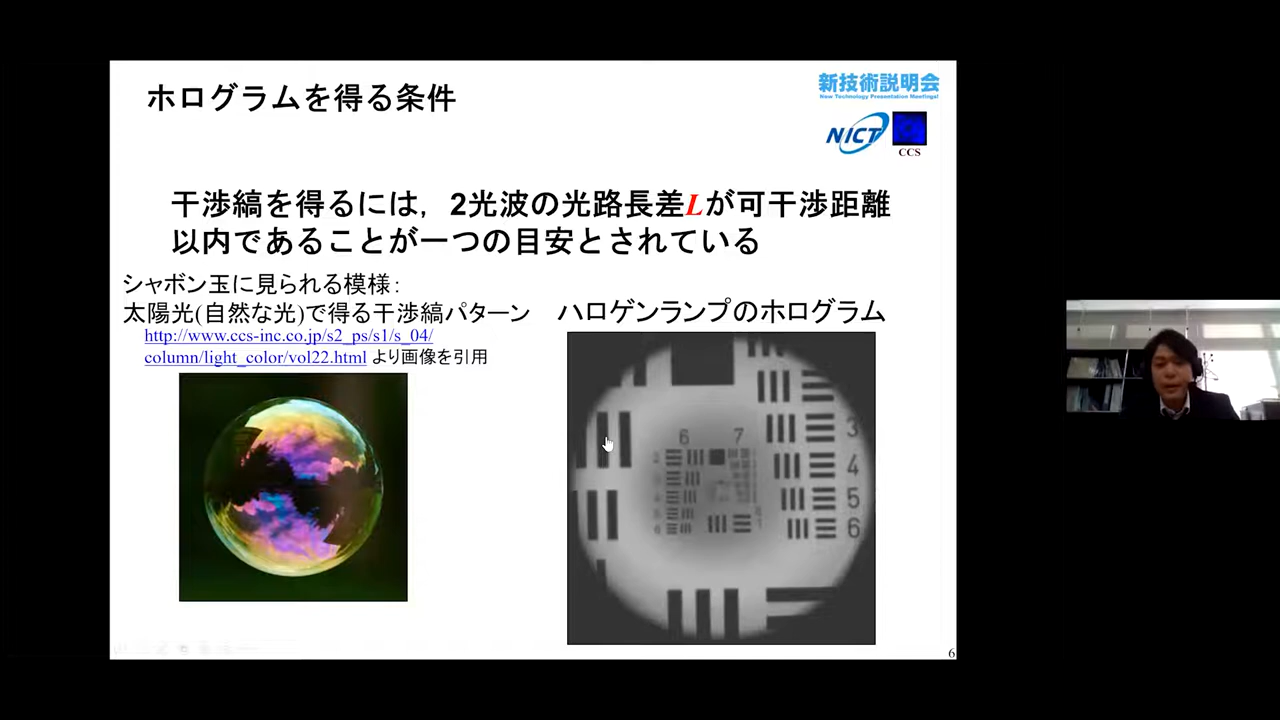 ホログラムを得る条件
新技術説明会
New Technology Presentation Meetings!
NICT
CCS
干渉縞を得るには，2光波の光路長差Lが可干渉距離
以内であることが一つの目安とされている
シャボン玉に見られる模様：
太陽光(自然な光)で得る干渉縞パターン
http://www.ccs-inc.co.jp/s2_ps/s1/s_04/
column/light_color/vol22.html より画像を引用
ハロゲンランプのホログラム
6 7
3
4
5
6
6